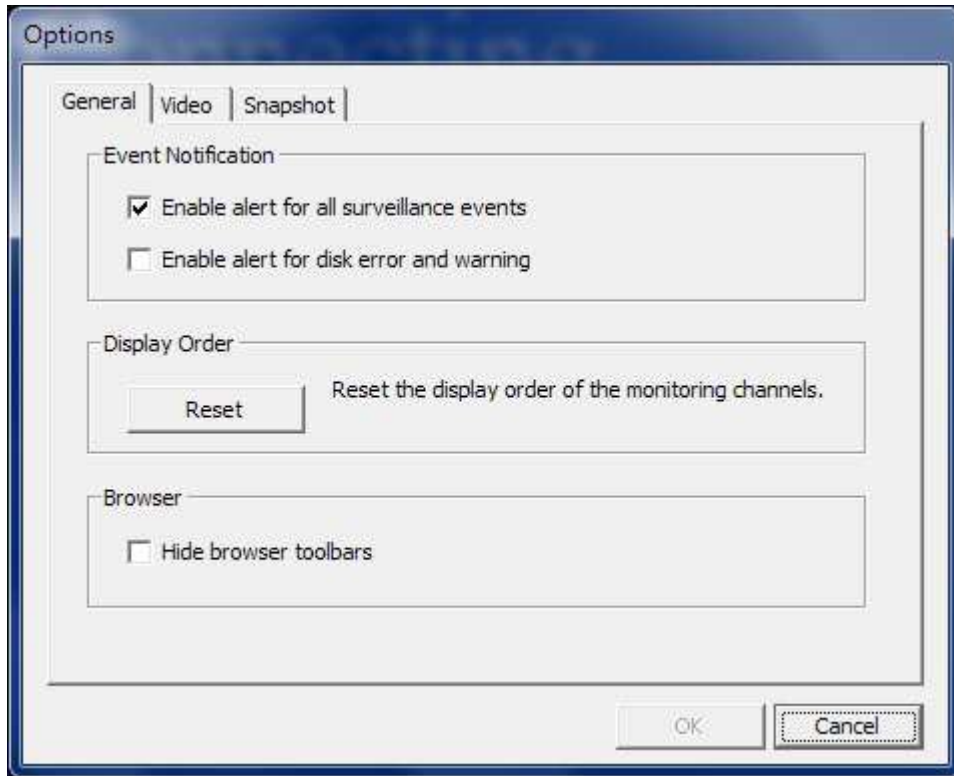 Options
General
Video
Snapshot
Event Notification
Enable alert for all surveillance events
Enable alert for disk error and warning
Display Order
Reset
Reset the display order of the monitoring channels.
Browser
Hide browser toolbars
OK
Cancel